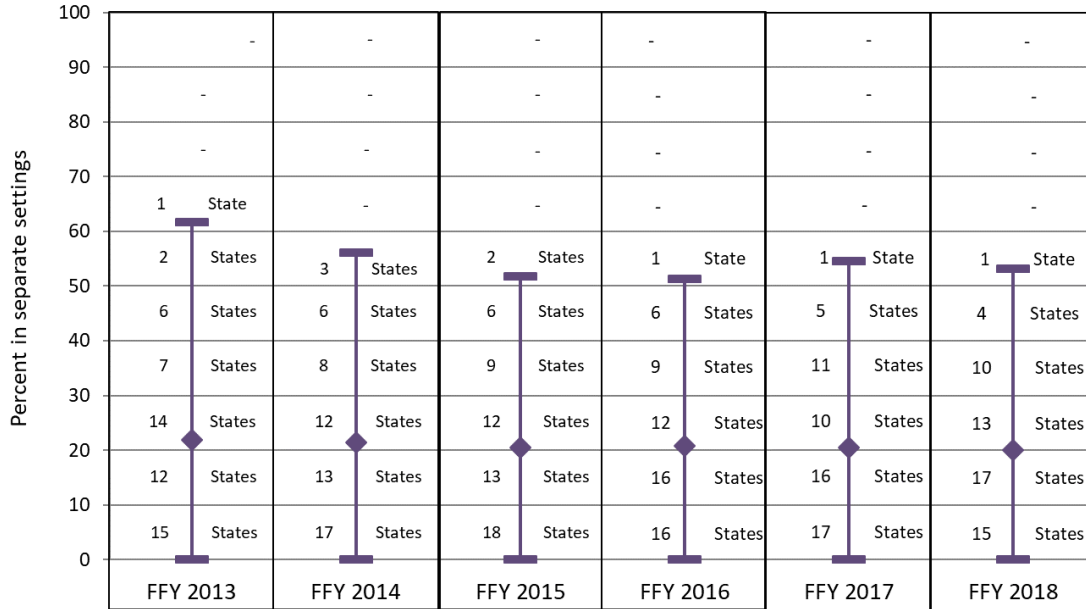 100
- - - - - -
90
- - - - - -
80
- - - - - -
70
1 State - - - - -
60
2 States 3 States 2 States 1 State 1 State 1 State
50
6 States 6 States 6 States 6 States 5 States 4 States
40
7 States 8 States 9 States 9 States 11 States 10 States
30
14 States 12 States 12 States 12 States 10 States 13 States
20
12 States 13 States 13 States 16 States 16 States 17 States
10
15 States 17 States 18 States 16 States 17 States 15 States
0
Percent in separate settings
FFY 2013 FFY 2014 FFY 2015 FFY 2016 FFY 2017 FFY 2018